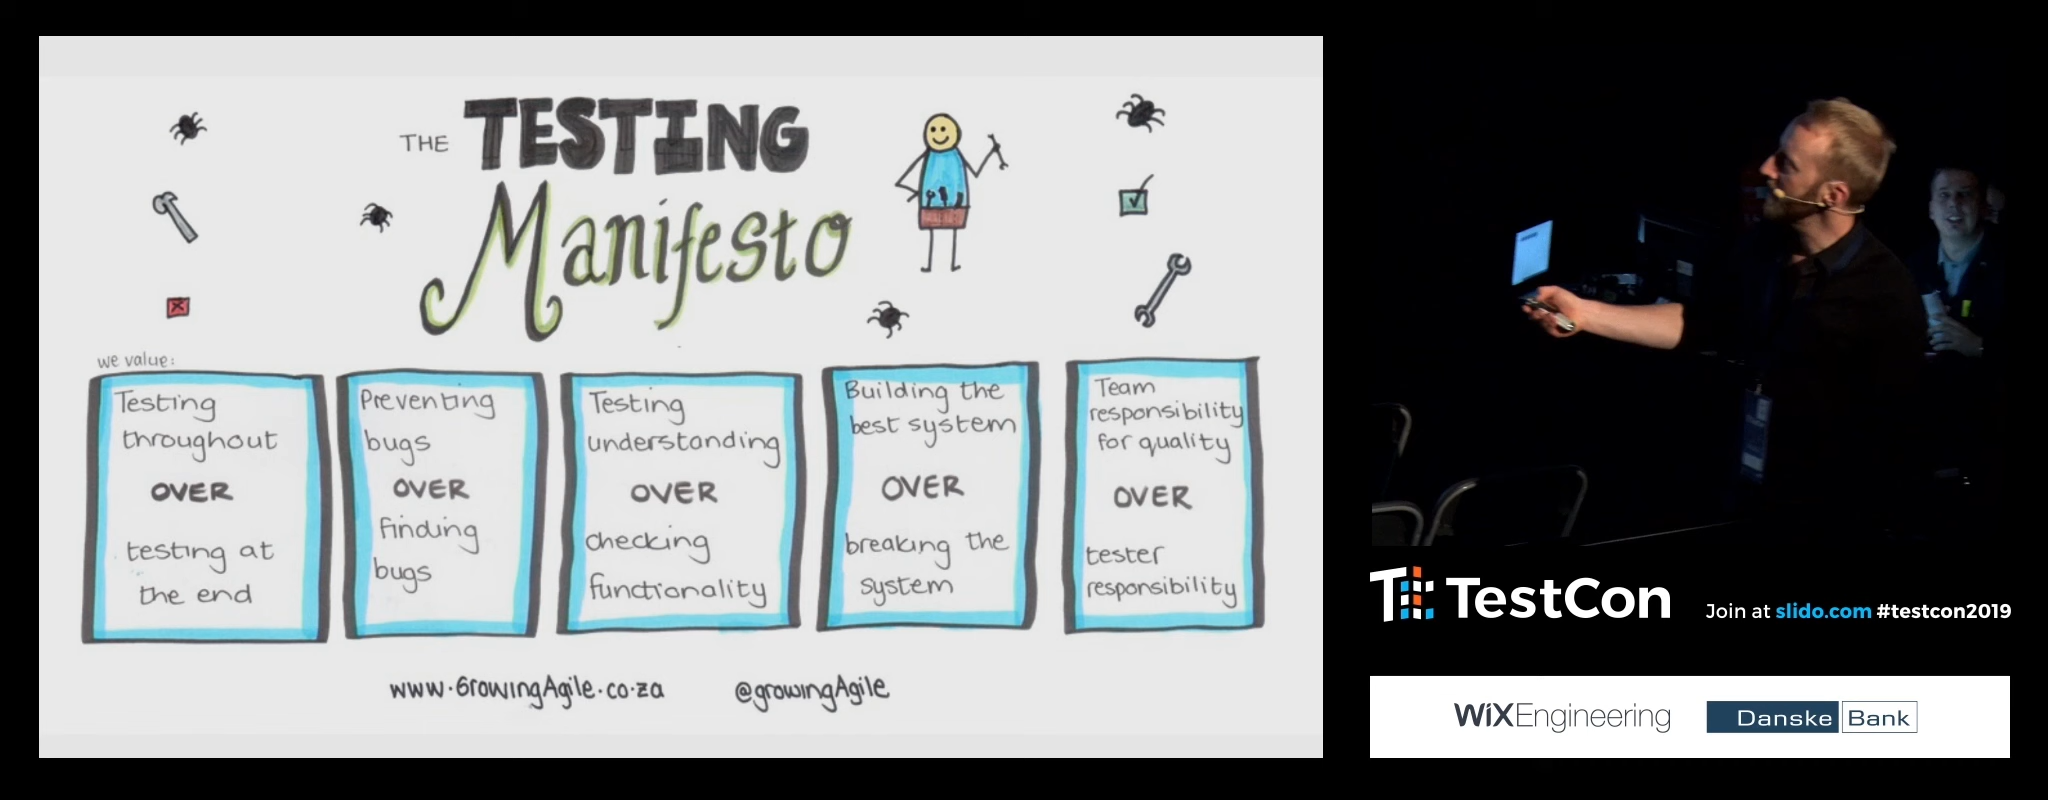 THE TESTING
Manifesto
we value:
Testing
throughout
OVER
testing at
the end
Preventing
bugs
OVER
finding
bugs
Testing
understanding
OVER
checking
functionality
Building the
best system
OVER
breaking the
system
Team
responsibility
for quality
OVER
tester
responsibility
www.GrowingAgile.co.za
@growingAgile
TestCon
Join at slido.com #testcon2019
WiXEngineering
Danske Bank